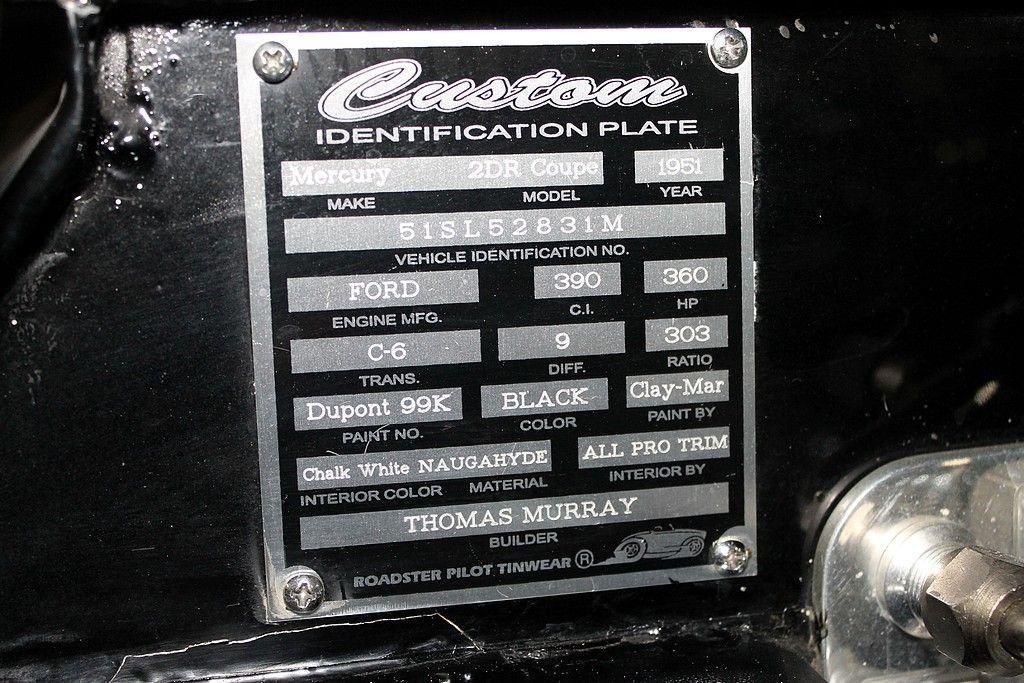 Custom
IDENTIFICATION PLATE
Mercury 2DR Coupe 1951
MAKE MODEL YEAR
51SL52831M
VEHICLE IDENTIFICATION NO.
FORD 390 360
ENGINE MFG. C.I. HP
C-6 9 303
TRANS. DIFF. RATIO
Dupont 99K BLACK Clay-Mar
PAINT NO. COLOR PAINT BY
Chalk White NAUGAHYDE ALL PRO TRIM
INTERIOR COLOR MATERIAL INTERIOR BY
THOMAS MURRAY
BUILDER
ROADSTER PILOT TINWEAR ®